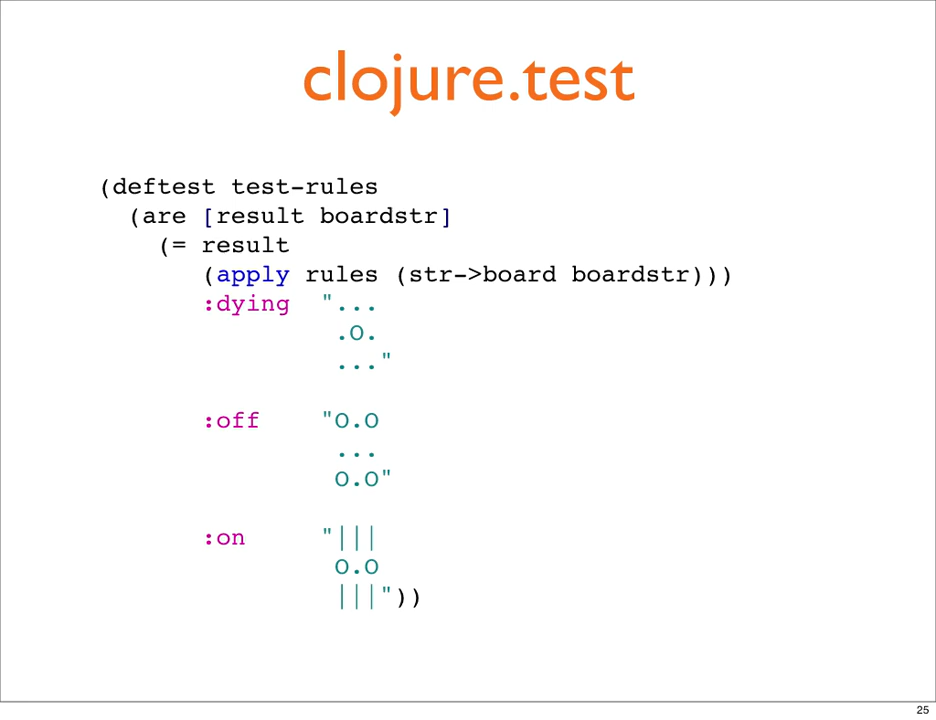 clojure.test
(deftest test-rules
  (are [result boardstr]
    (= result
       (apply rules (str->board boardstr)))
       :dying  "...
                .O.
                ..."
       :off    "O.O
                ...
                O.O"
       :on     "|||
                O.O
                |||"))
25